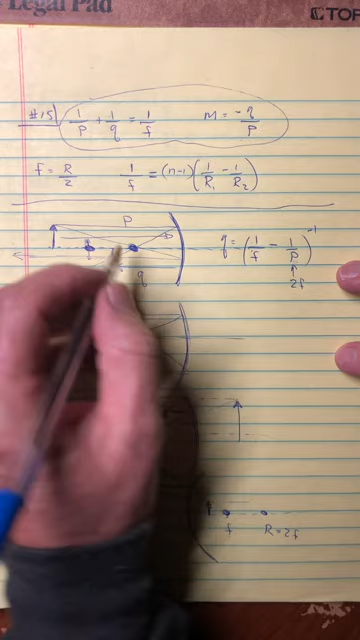 Legal Pad
TOP
#15) 1/p + 1/q = 1/f   M = -q/p
f = R/2   1/f = (n-1)(1/R₁ - 1/R₂)
p
q = (1/f - 1/p)⁻¹
f
q
↑
2f
f   R = 2f